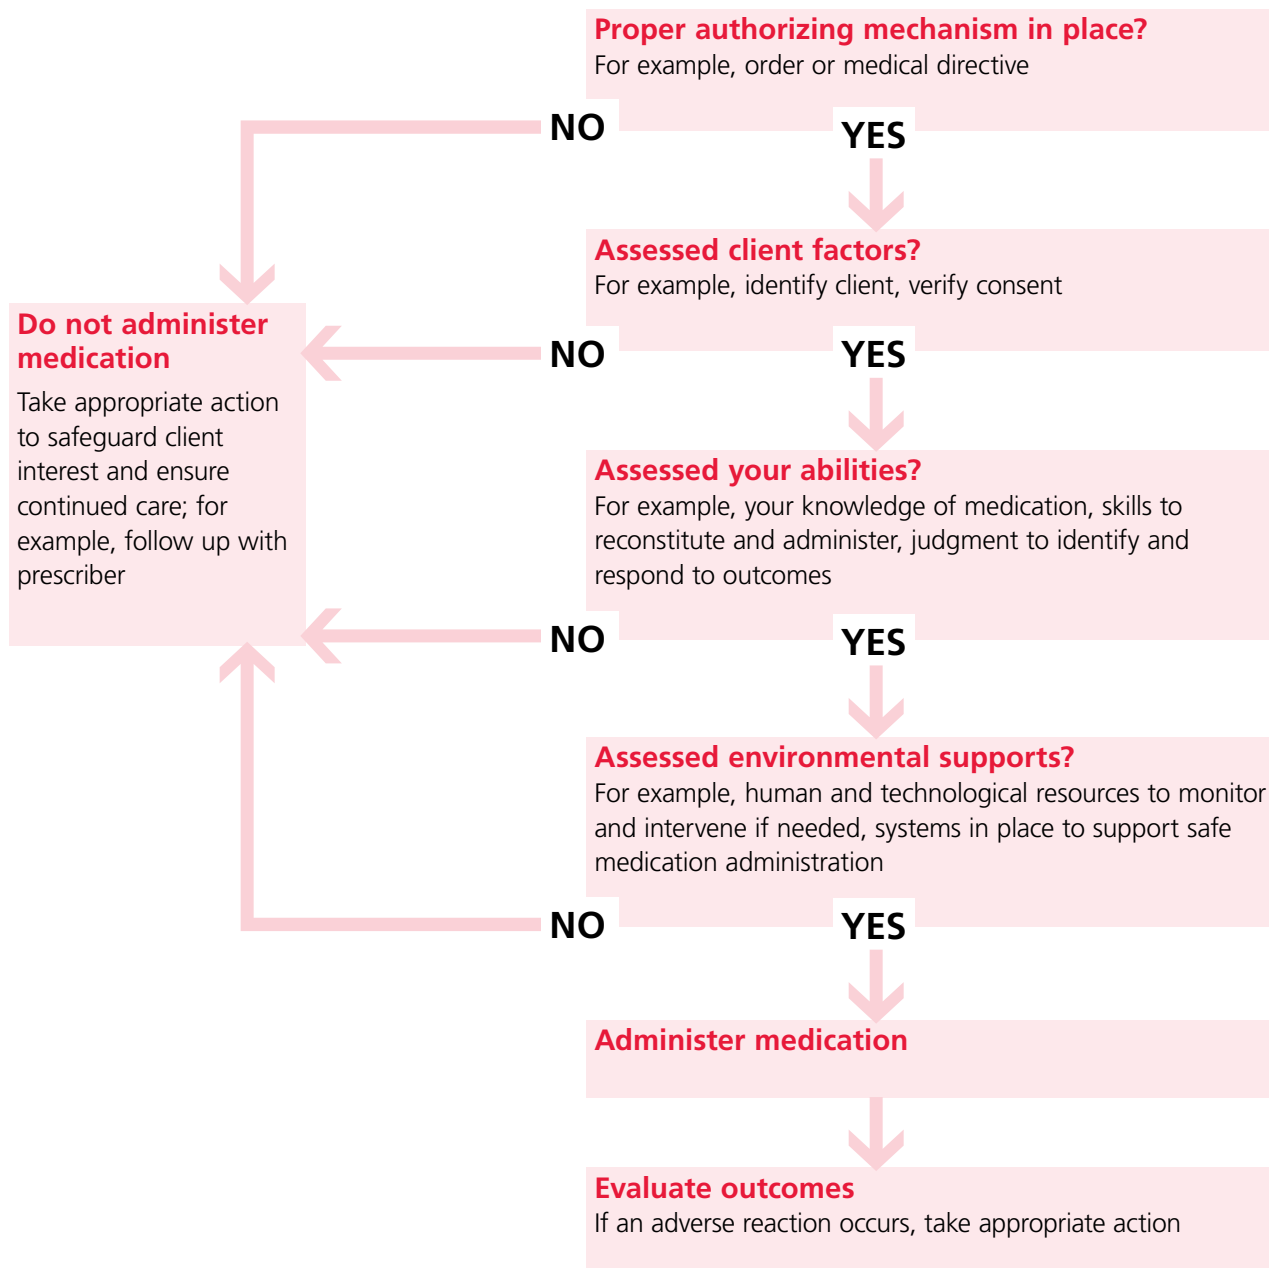 Proper authorizing mechanism in place?
For example, order or medical directive
NO
YES
Assessed client factors?
For example, identify client, verify consent
NO
YES
Do not administer
medication
Take appropriate action
to safeguard client
interest and ensure
continued care; for
example, follow up with
prescriber
Assessed your abilities?
For example, your knowledge of medication, skills to
reconstitute and administer, judgment to identify and
respond to outcomes
NO
YES
Assessed environmental supports?
For example, human and technological resources to monitor
and intervene if needed, systems in place to support safe
medication administration
NO
YES
Administer medication
Evaluate outcomes
If an adverse reaction occurs, take appropriate action